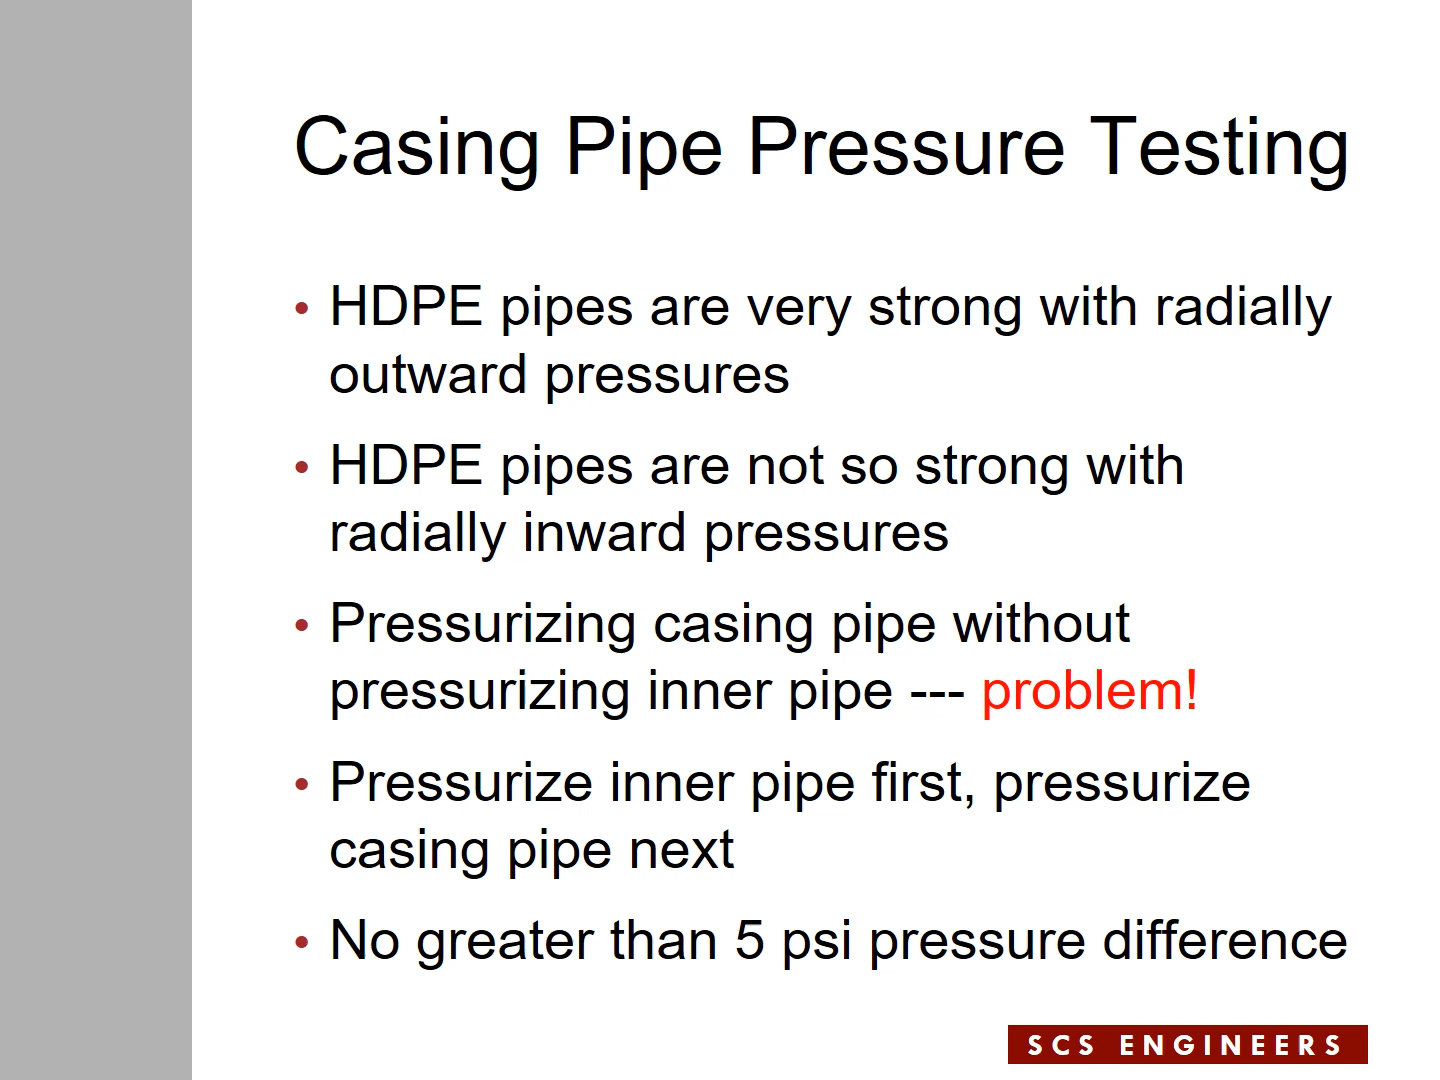 Casing Pipe Pressure Testing
• HDPE pipes are very strong with radially
outward pressures
• HDPE pipes are not so strong with
radially inward pressures
• Pressurizing casing pipe without
pressurizing inner pipe --- problem!
• Pressurize inner pipe first, pressurize
casing pipe next
• No greater than 5 psi pressure difference
SCS ENGINEERS